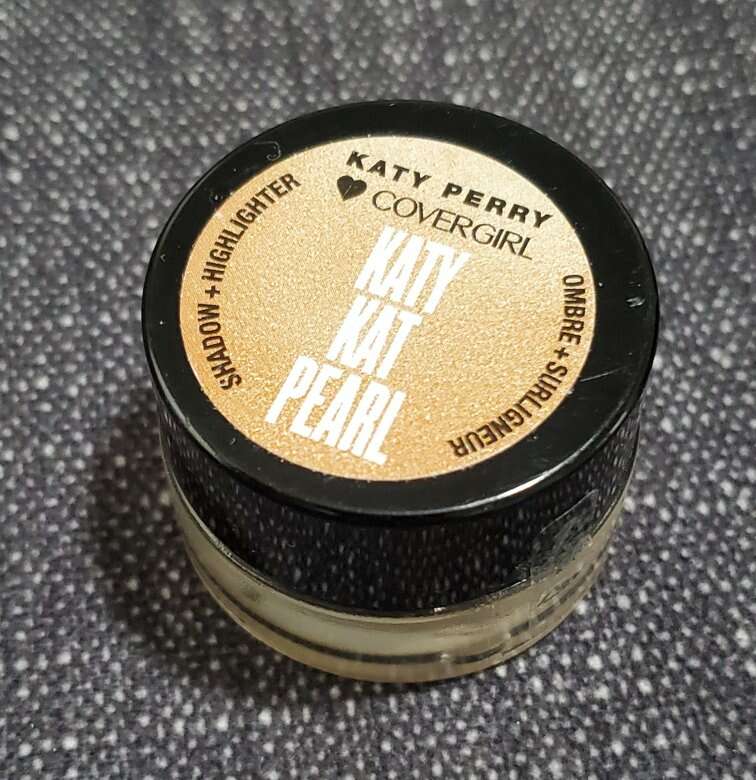 KATY PERRY
COVERGIRL
KATY
KAT
PEARL
SHADOW + HIGHLIGHTER
OMBRE + SURLIGNEUR